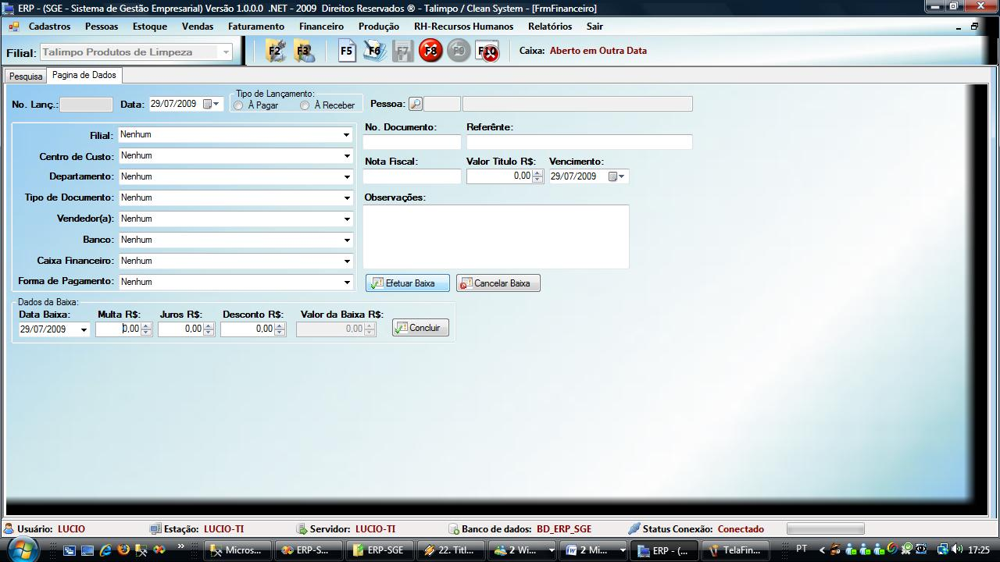 ERP - (SGE - Sistema de Gestão Empresarial) Versão 1.0.0.0 .NET - 2009 Direitos Reservados ® - Talimpo / Clean System - [FrmFinanceiro]
Cadastros Pessoas Estoque Vendas Faturamento Financeiro Produção RH-Recursos Humanos Relatórios Sair
Filial: Talimpo Produtos de Limpeza F2 F3 F5 F6 F7 F8 F9 F10 Caixa: Aberto em Outra Data
Pesquisa Pagina de Dados
Tipo de Lançamento:
No. Lanç.: Data: 29/07/2009 À Pagar À Receber Pessoa:
No. Documento: Referênte:
Filial: Nenhum
Centro de Custo: Nenhum
Nota Fiscal: Valor Titulo R$: Vencimento:
Departamento: Nenhum 0,00 29/07/2009
Tipo de Documento: Nenhum Observações:
Vendedor(a): Nenhum
Banco: Nenhum
Caixa Financeiro: Nenhum
Forma de Pagamento: Nenhum Efetuar Baixa Cancelar Baixa
Dados da Baixa:
Data Baixa: Multa R$: Juros R$: Desconto R$: Valor da Baixa R$:
29/07/2009 0,00 0,00 0,00 0,00 Concluir
Usuário: LUCIO Estação: LUCIO-TI Servidor: LUCIO-TI Banco de dados: BD_ERP_SGE Status Conexão: Conectado
Micros... ERP-S... ERP-SGE 22. Titl... 2 Wi... 2 Mi... ERP - (... TelaFin... PT 17:25